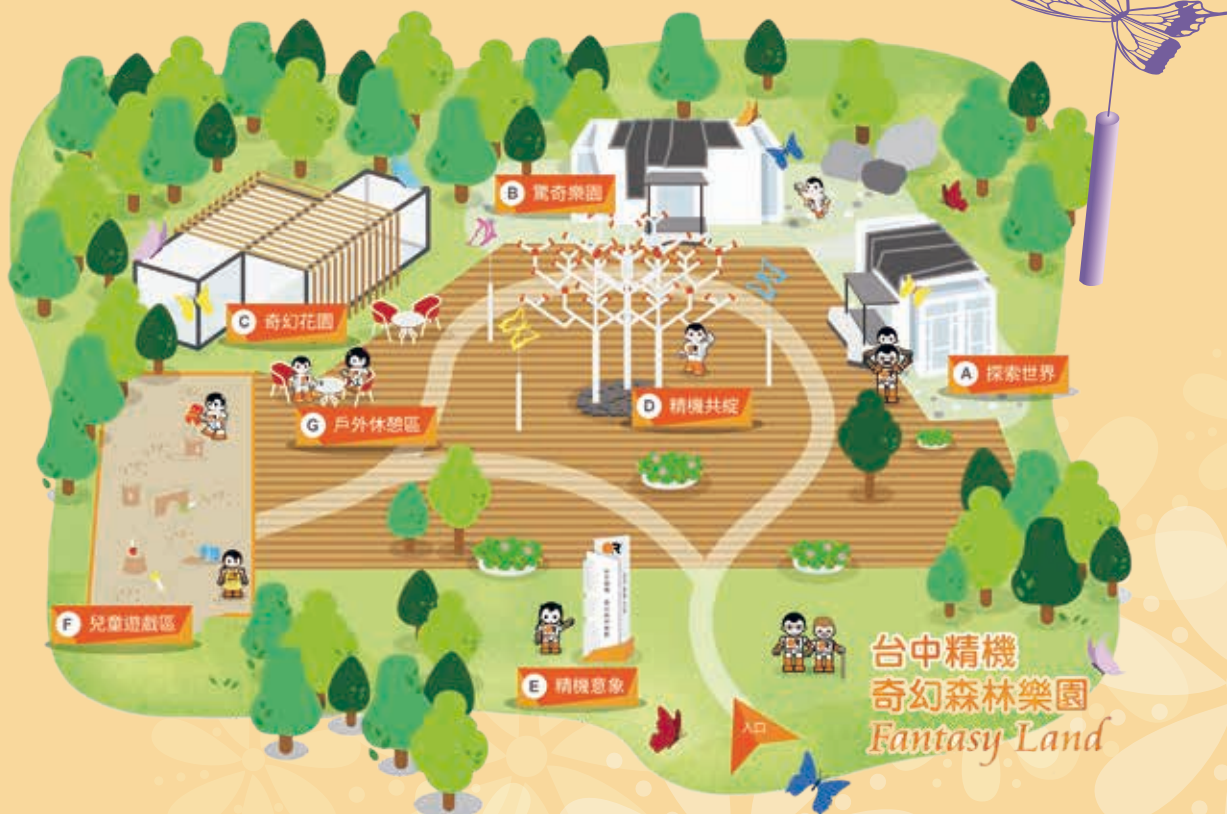 B 驚奇樂園
C 奇幻花園
A 探索世界
D 精機共綻
G 戶外休憩區
F 兒童遊戲區
E 精機意象
入口
台中精機
奇幻森林樂園
Fantasy Land